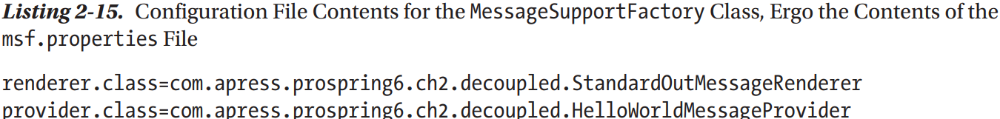 Listing 2-15. Configuration File Contents for the MessageSupportFactory Class, Ergo the Contents of the
msf.properties File
renderer.class=com.apress.prospring6.ch2.decoupled.StandardOutMessageRenderer
provider.class=com.apress.prospring6.ch2.decoupled.HelloWorldMessageProvider